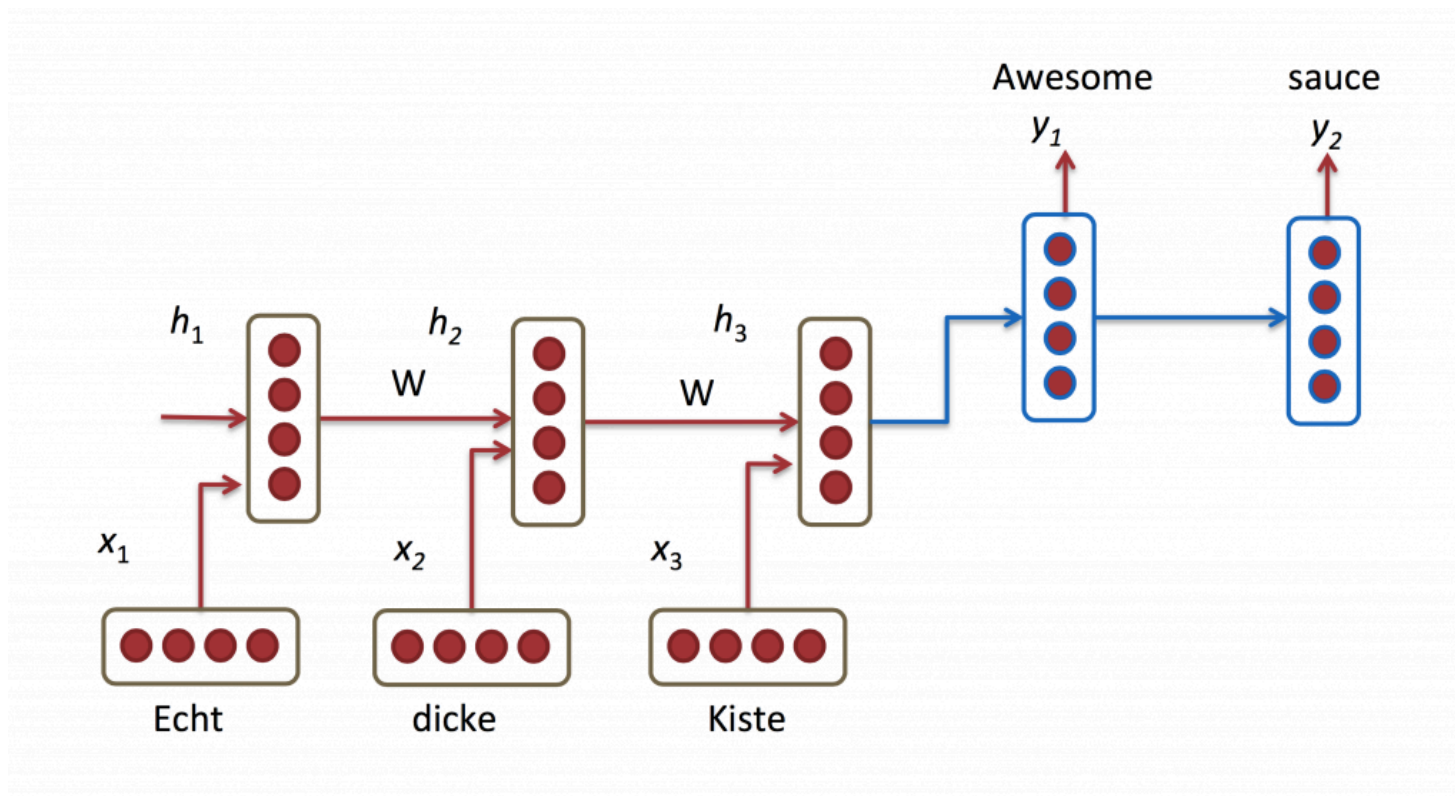 Awesome sauce
y₁ y₂
h₁ h₂ h₃
W W
x₁ x₂ x₃
Echt dicke Kiste